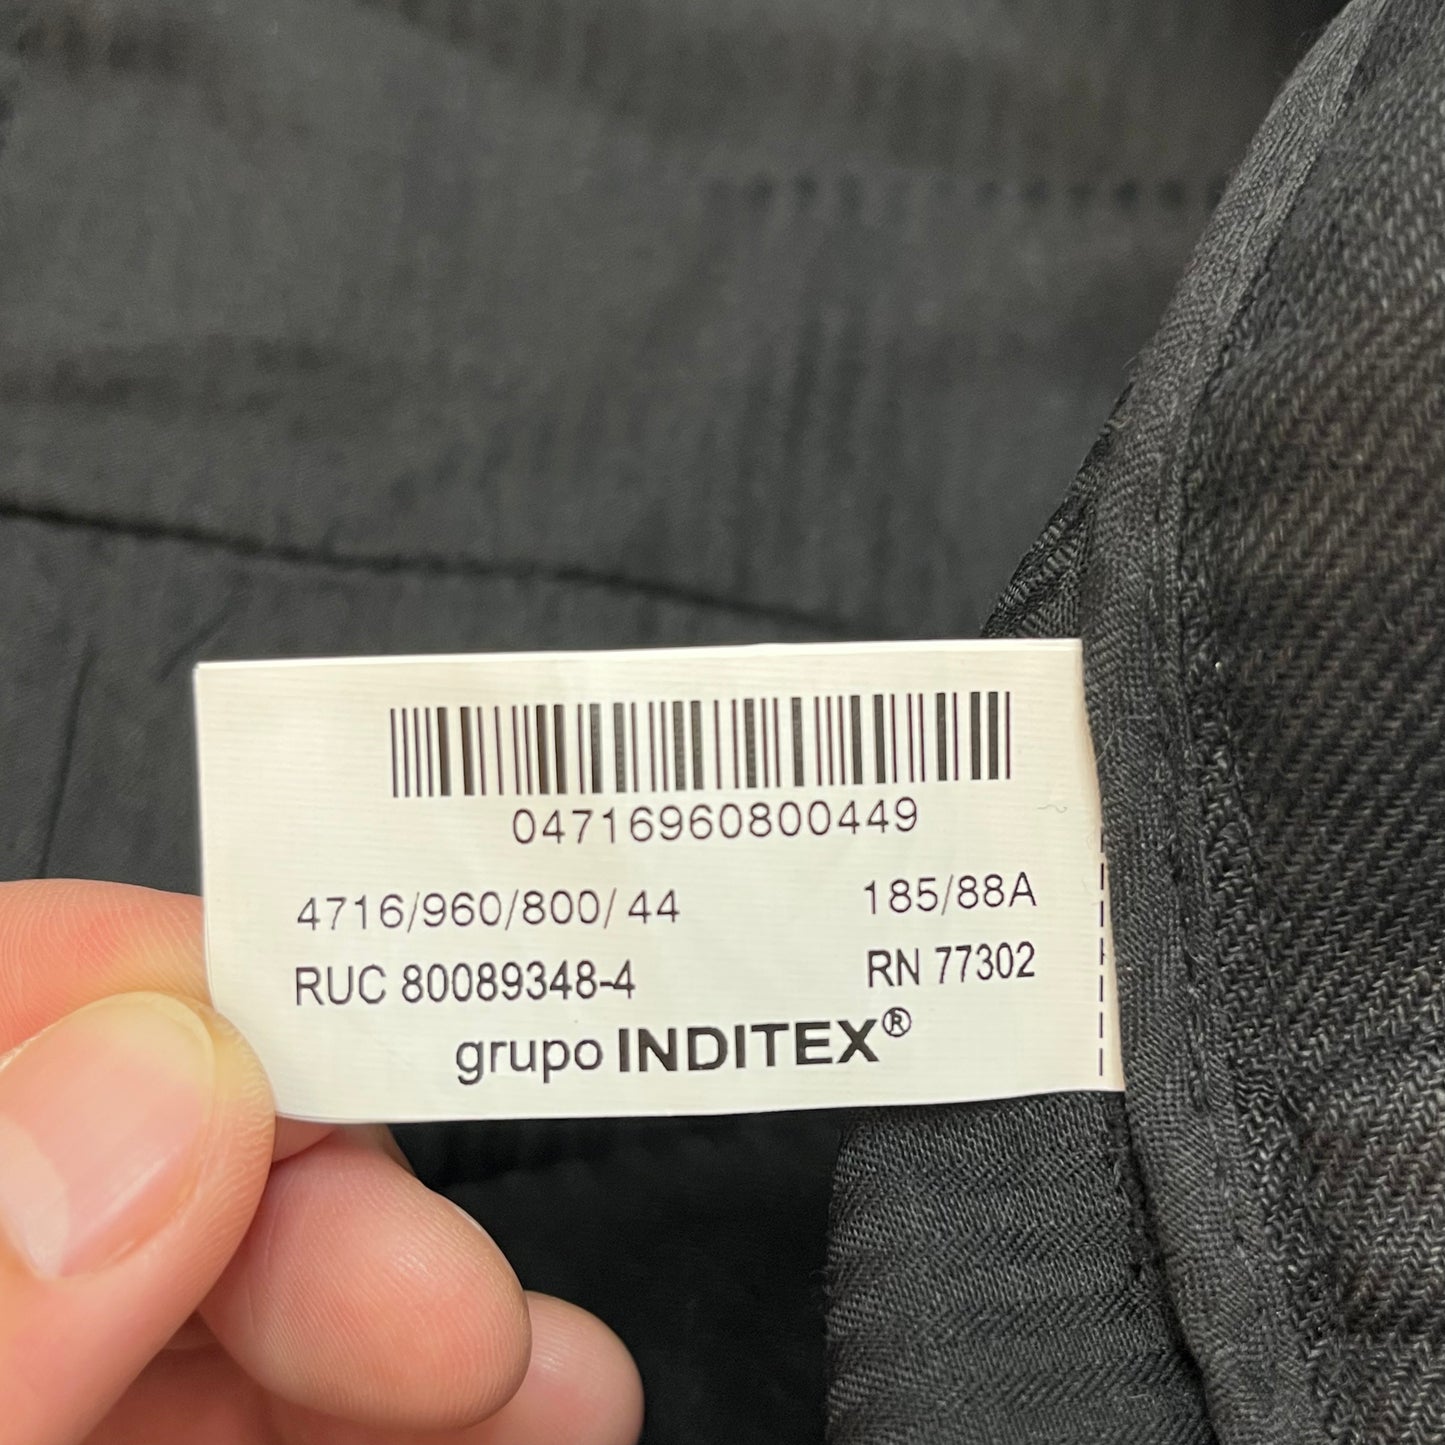 04716960800449
4716/960/800/ 44 185/88A
RUC 80089348-4 RN 77302
grupo INDITEX®